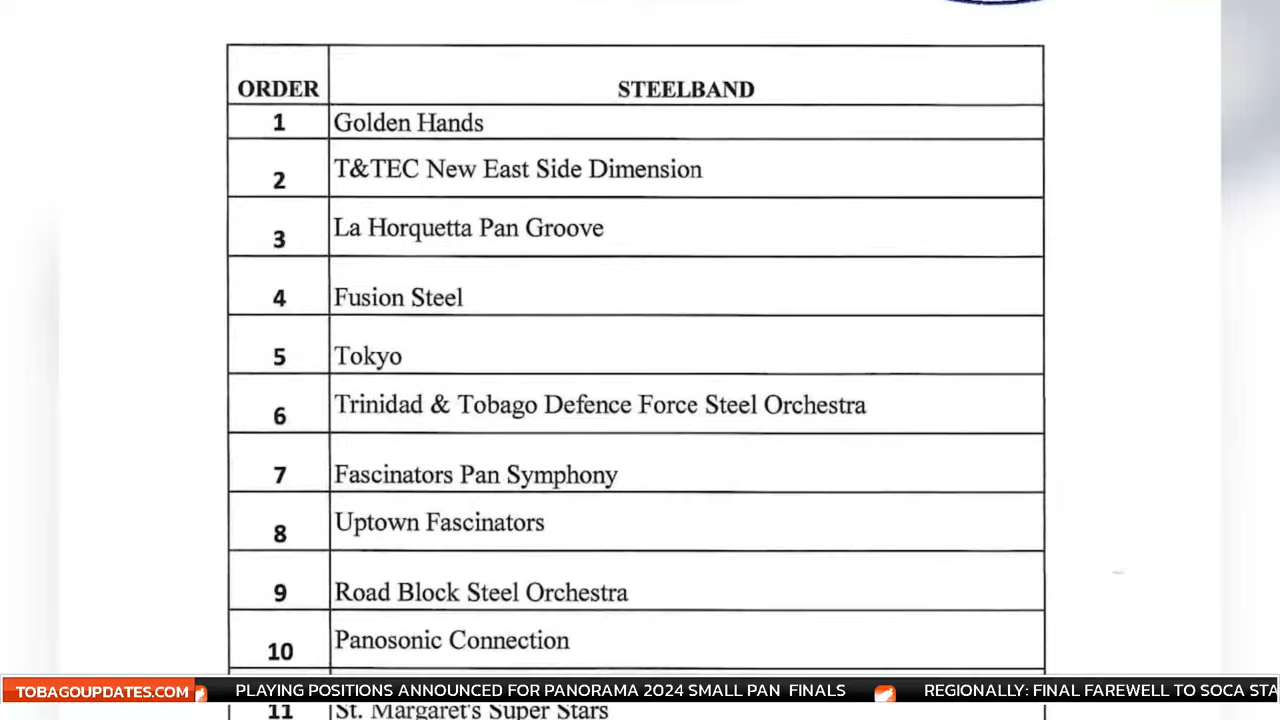 ORDER STEELBAND
1 Golden Hands
2 T&TEC New East Side Dimension
3 La Horquetta Pan Groove
4 Fusion Steel
5 Tokyo
6 Trinidad & Tobago Defence Force Steel Orchestra
7 Fascinators Pan Symphony
8 Uptown Fascinators
9 Road Block Steel Orchestra
10 Panosonic Connection
11 St. Margaret's Super Stars
TOBAGOUPDATES.COM PLAYING POSITIONS ANNOUNCED FOR PANORAMA 2024 SMALL PAN FINALS REGIONALLY: FINAL FAREWELL TO SOCA